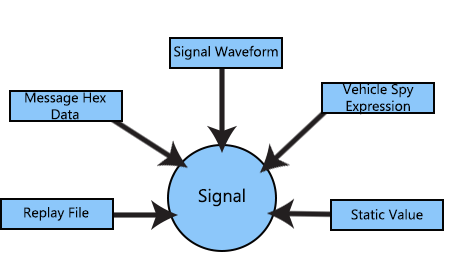 Signal Waveform
Message Hex
Data
Vehicle Spy
Expression
Signal
Replay File
Static Value